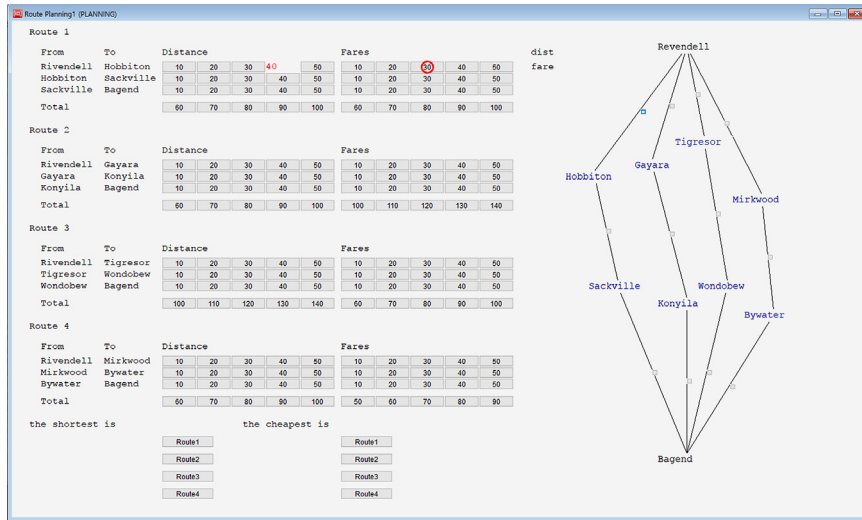 Route Planning1 (PLANNING)
Route 1
From To Distance Fares dist
Rivendell Hobbiton 10 20 30 40 50 10 20 30 40 50 fare
Hobbiton Sackville 10 20 30 40 50 10 20 30 40 50
Sackville Bagend 10 20 30 40 50 10 20 30 40 50
Total 60 70 80 90 100 60 70 80 90 100
Route 2
From To Distance Fares
Rivendell Gayara 10 20 30 40 50 10 20 30 40 50
Gayara Konyila 10 20 30 40 50 10 20 30 40 50
Konyila Bagend 10 20 30 40 50 10 20 30 40 50
Total 60 70 80 90 100 100 110 120 130 140
Route 3
From To Distance Fares
Rivendell Tigresor 10 20 30 40 50 10 20 30 40 50
Tigresor Wondobew 10 20 30 40 50 10 20 30 40 50
Wondobew Bagend 10 20 30 40 50 10 20 30 40 50
Total 100 110 120 130 140 60 70 80 90 100
Route 4
From To Distance Fares
Rivendell Mirkwood 10 20 30 40 50 10 20 30 40 50
Mirkwood Bywater 10 20 30 40 50 10 20 30 40 50
Bywater Bagend 10 20 30 40 50 10 20 30 40 50
Total 60 70 80 90 100 50 60 70 80 90
the shortest is the cheapest is
Route1 Route1
Route2 Route2
Route3 Route3
Route4 Route4
Revendell
Tigresor
Gayara
Hobbiton
Mirkwood
Sackville Wondobew
Konyila
Bywater
Bagend